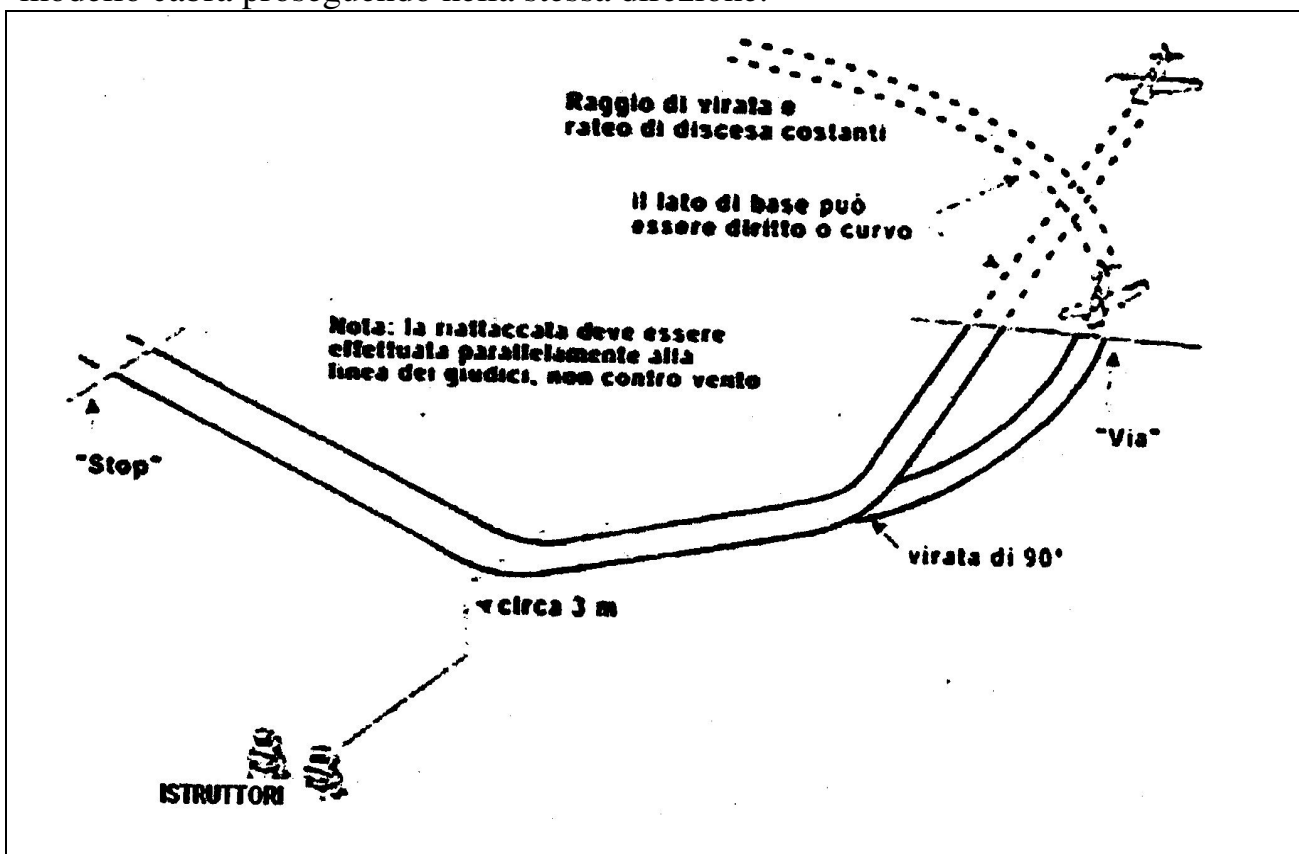 modello cabra proseguendo nella stessa direzione.
Raggio di virata e
rateo di discesa costanti
il lato di base può
essere diritto o curvo
Nota: la riattaccata deve essere
effettuata parallelamente alla
linea dei giudici, non contro vento
"Stop"
"Via"
virata di 90°
circa 3 m
ISTRUTTORI